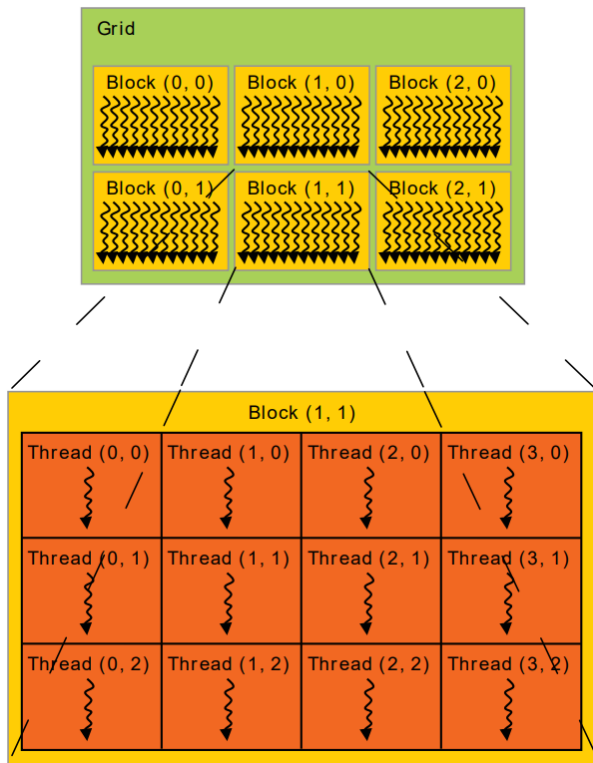 Grid
Block (0, 0) Block (1, 0) Block (2, 0)
Block (0, 1) Block (1, 1) Block (2, 1)
Block (1, 1)
Thread (0, 0) Thread (1, 0) Thread (2, 0) Thread (3, 0)
Thread (0, 1) Thread (1, 1) Thread (2, 1) Thread (3, 1)
Thread (0, 2) Thread (1, 2) Thread (2, 2) Thread (3, 2)